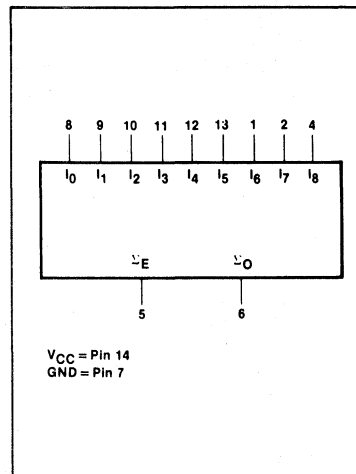 8 9 10 11 12 13 1 2 4
I0 I1 I2 I3 I4 I5 I6 I7 I8
ΣE ΣO
5 6
VCC = Pin 14
GND = Pin 7